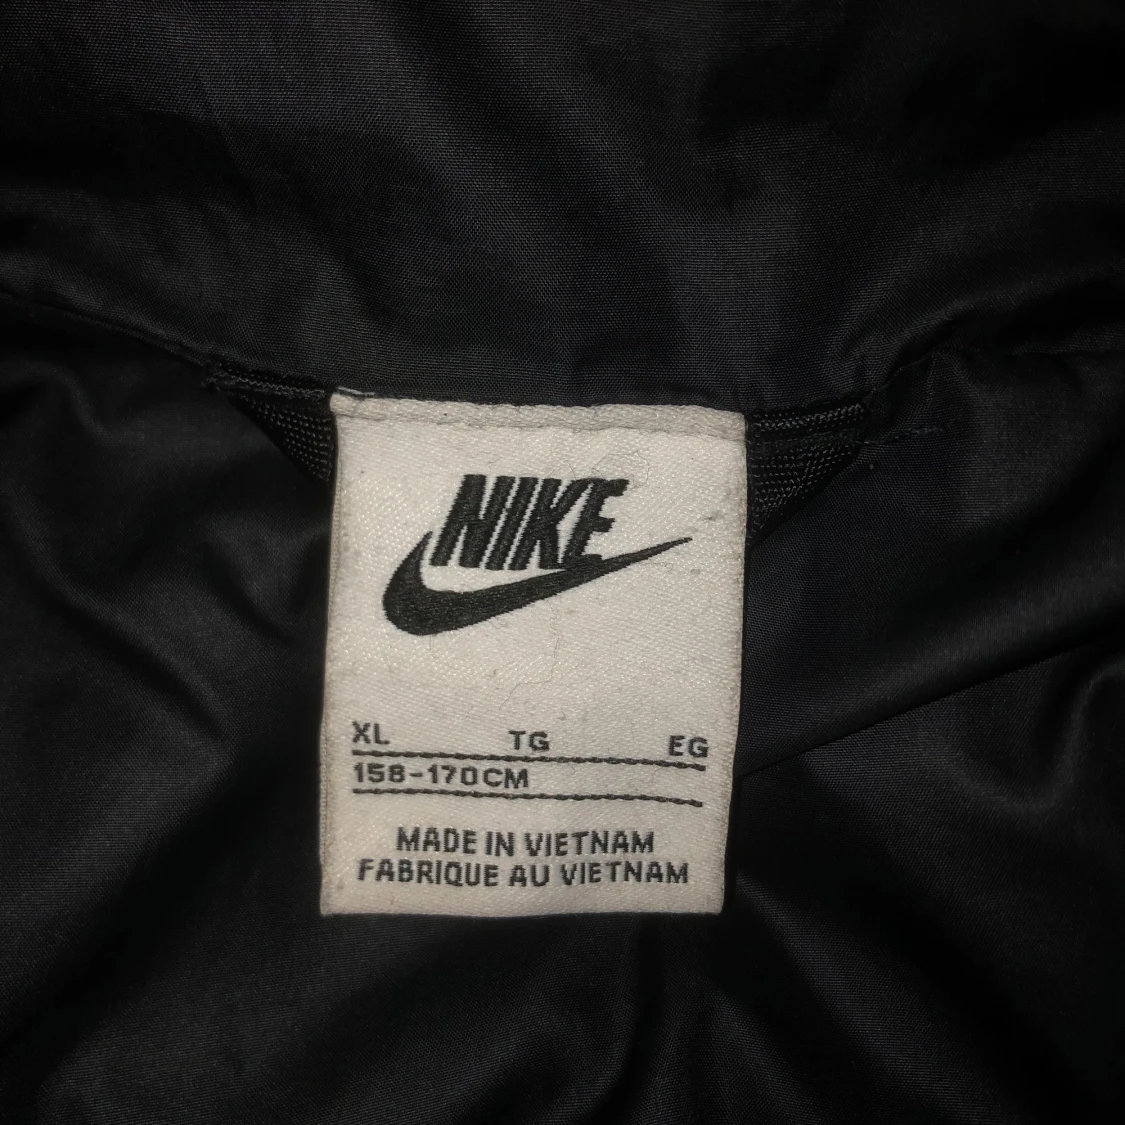 NIKE
XL TG EG
158-170CM
MADE IN VIETNAM
FABRIQUE AU VIETNAM